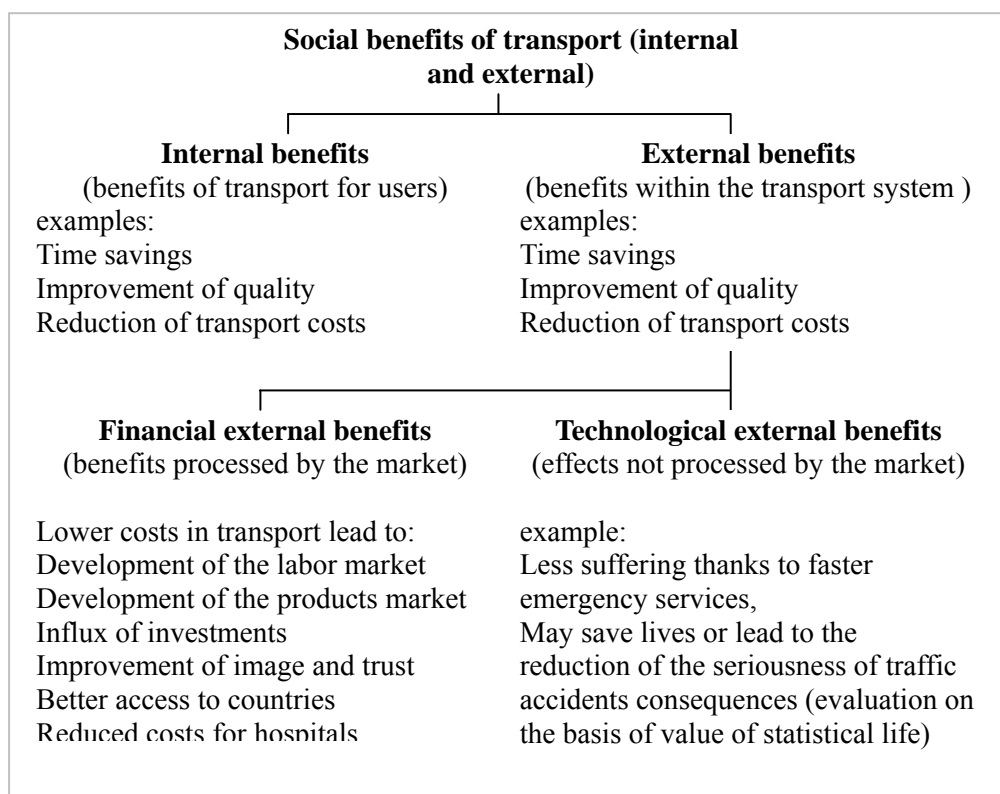 Social benefits of transport (internal
and external)
Internal benefits
(benefits of transport for users)
examples:
Time savings
Improvement of quality
Reduction of transport costs
External benefits
(benefits within the transport system )
examples:
Time savings
Improvement of quality
Reduction of transport costs
Financial external benefits
(benefits processed by the market)
Lower costs in transport lead to:
Development of the labor market
Development of the products market
Influx of investments
Improvement of image and trust
Better access to countries
Reduced costs for hospitals
Technological external benefits
(effects not processed by the market)
example:
Less suffering thanks to faster
emergency services,
May save lives or lead to the
reduction of the seriousness of traffic
accidents consequences (evaluation on
the basis of value of statistical life)